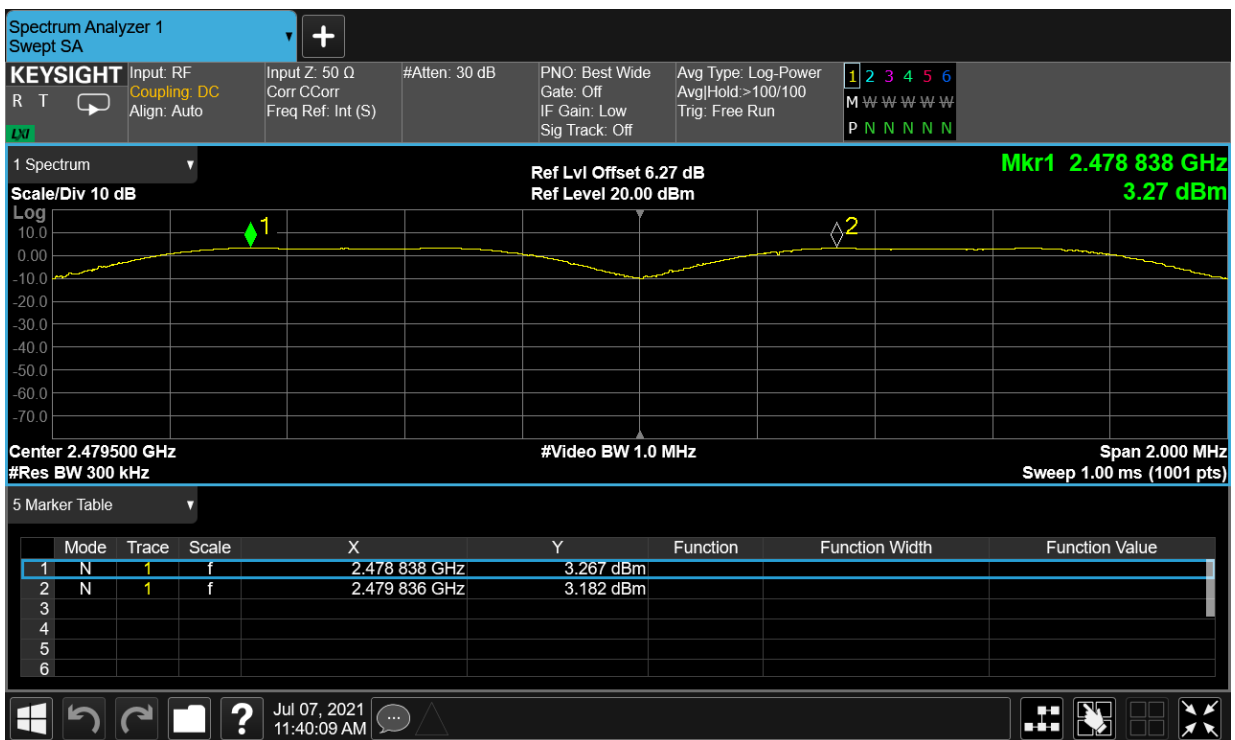 Spectrum Analyzer 1
Swept SA
+
KEYSIGHT
R T
LXI
Input: RF
Coupling: DC
Align: Auto
Input Z: 50 Ω
Corr CCorr
Freq Ref: Int (S)
#Atten: 30 dB
PNO: Best Wide
Gate: Off
IF Gain: Low
Sig Track: Off
Avg Type: Log-Power
Avg|Hold:>100/100
Trig: Free Run
1 2 3 4 5 6
M W W W W W
P N N N N N
1 Spectrum
Scale/Div 10 dB
Ref Lvl Offset 6.27 dB
Ref Level 20.00 dBm
Mkr1 2.478 838 GHz
3.27 dBm
Log
10.0
0.00
-10.0
-20.0
-30.0
-40.0
-50.0
-60.0
-70.0
1
2
Center 2.479500 GHz
#Res BW 300 kHz
#Video BW 1.0 MHz
Span 2.000 MHz
Sweep 1.00 ms (1001 pts)
5 Marker Table
Mode Trace Scale X Y Function Function Width Function Value
1 N 1 f 2.478 838 GHz 3.267 dBm
2 N 1 f 2.479 836 GHz 3.182 dBm
3
4
5
6
?
Jul 07, 2021
11:40:09 AM